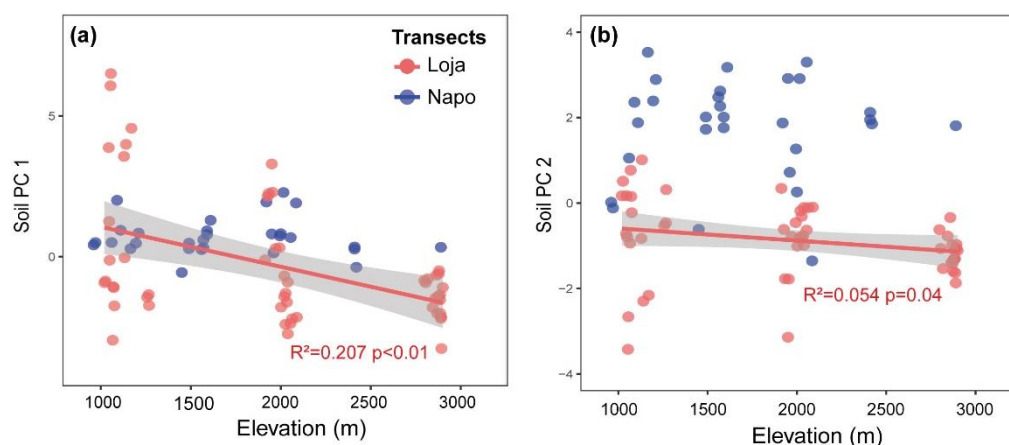 (a)
Transects
Loja
Napo
Soil PC 1
5
0
R²=0.207 p<0.01
1000 1500 2000 2500 3000
Elevation (m)
(b)
Soil PC 2
4
2
0
−2
−4
R²=0.054 p=0.04
1000 1500 2000 2500 3000
Elevation (m)